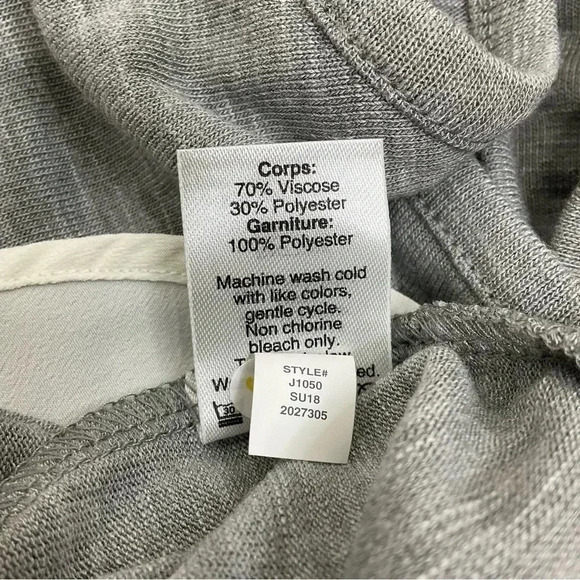 Corps:
70% Viscose
30% Polyester
Garniture:
100% Polyester
Machine wash cold
with like colors,
gentle cycle.
Non chlorine
bleach only.
30
STYLE#
J1050
SU18
2027305